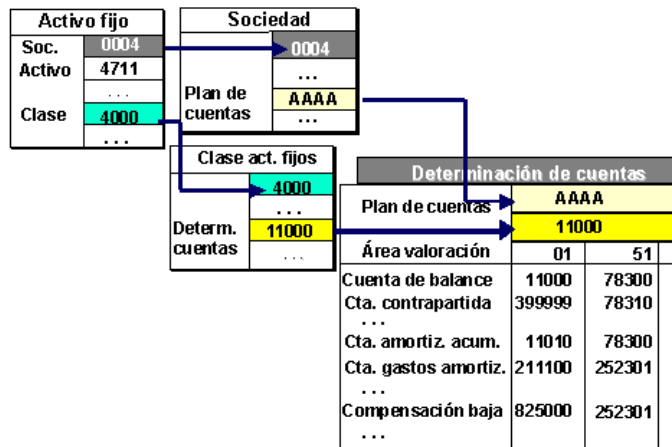 Activo fijo
Soc. 0004
Activo 4711
...
Clase 4000
...
Sociedad
0004
...
Plan de cuentas AAAA
...
Clase act. fijos
4000
...
Determ. cuentas 11000
...
Determinación de cuentas
Plan de cuentas AAAA
11000
Área valoración 01 51
Cuenta de balance 11000 78300
Cta. contrapartida 399999 78310
...
Cta. amortiz. acum. 11010 78300
Cta. gastos amortiz. 211100 252301
...
Compensación baja 825000 252301
...